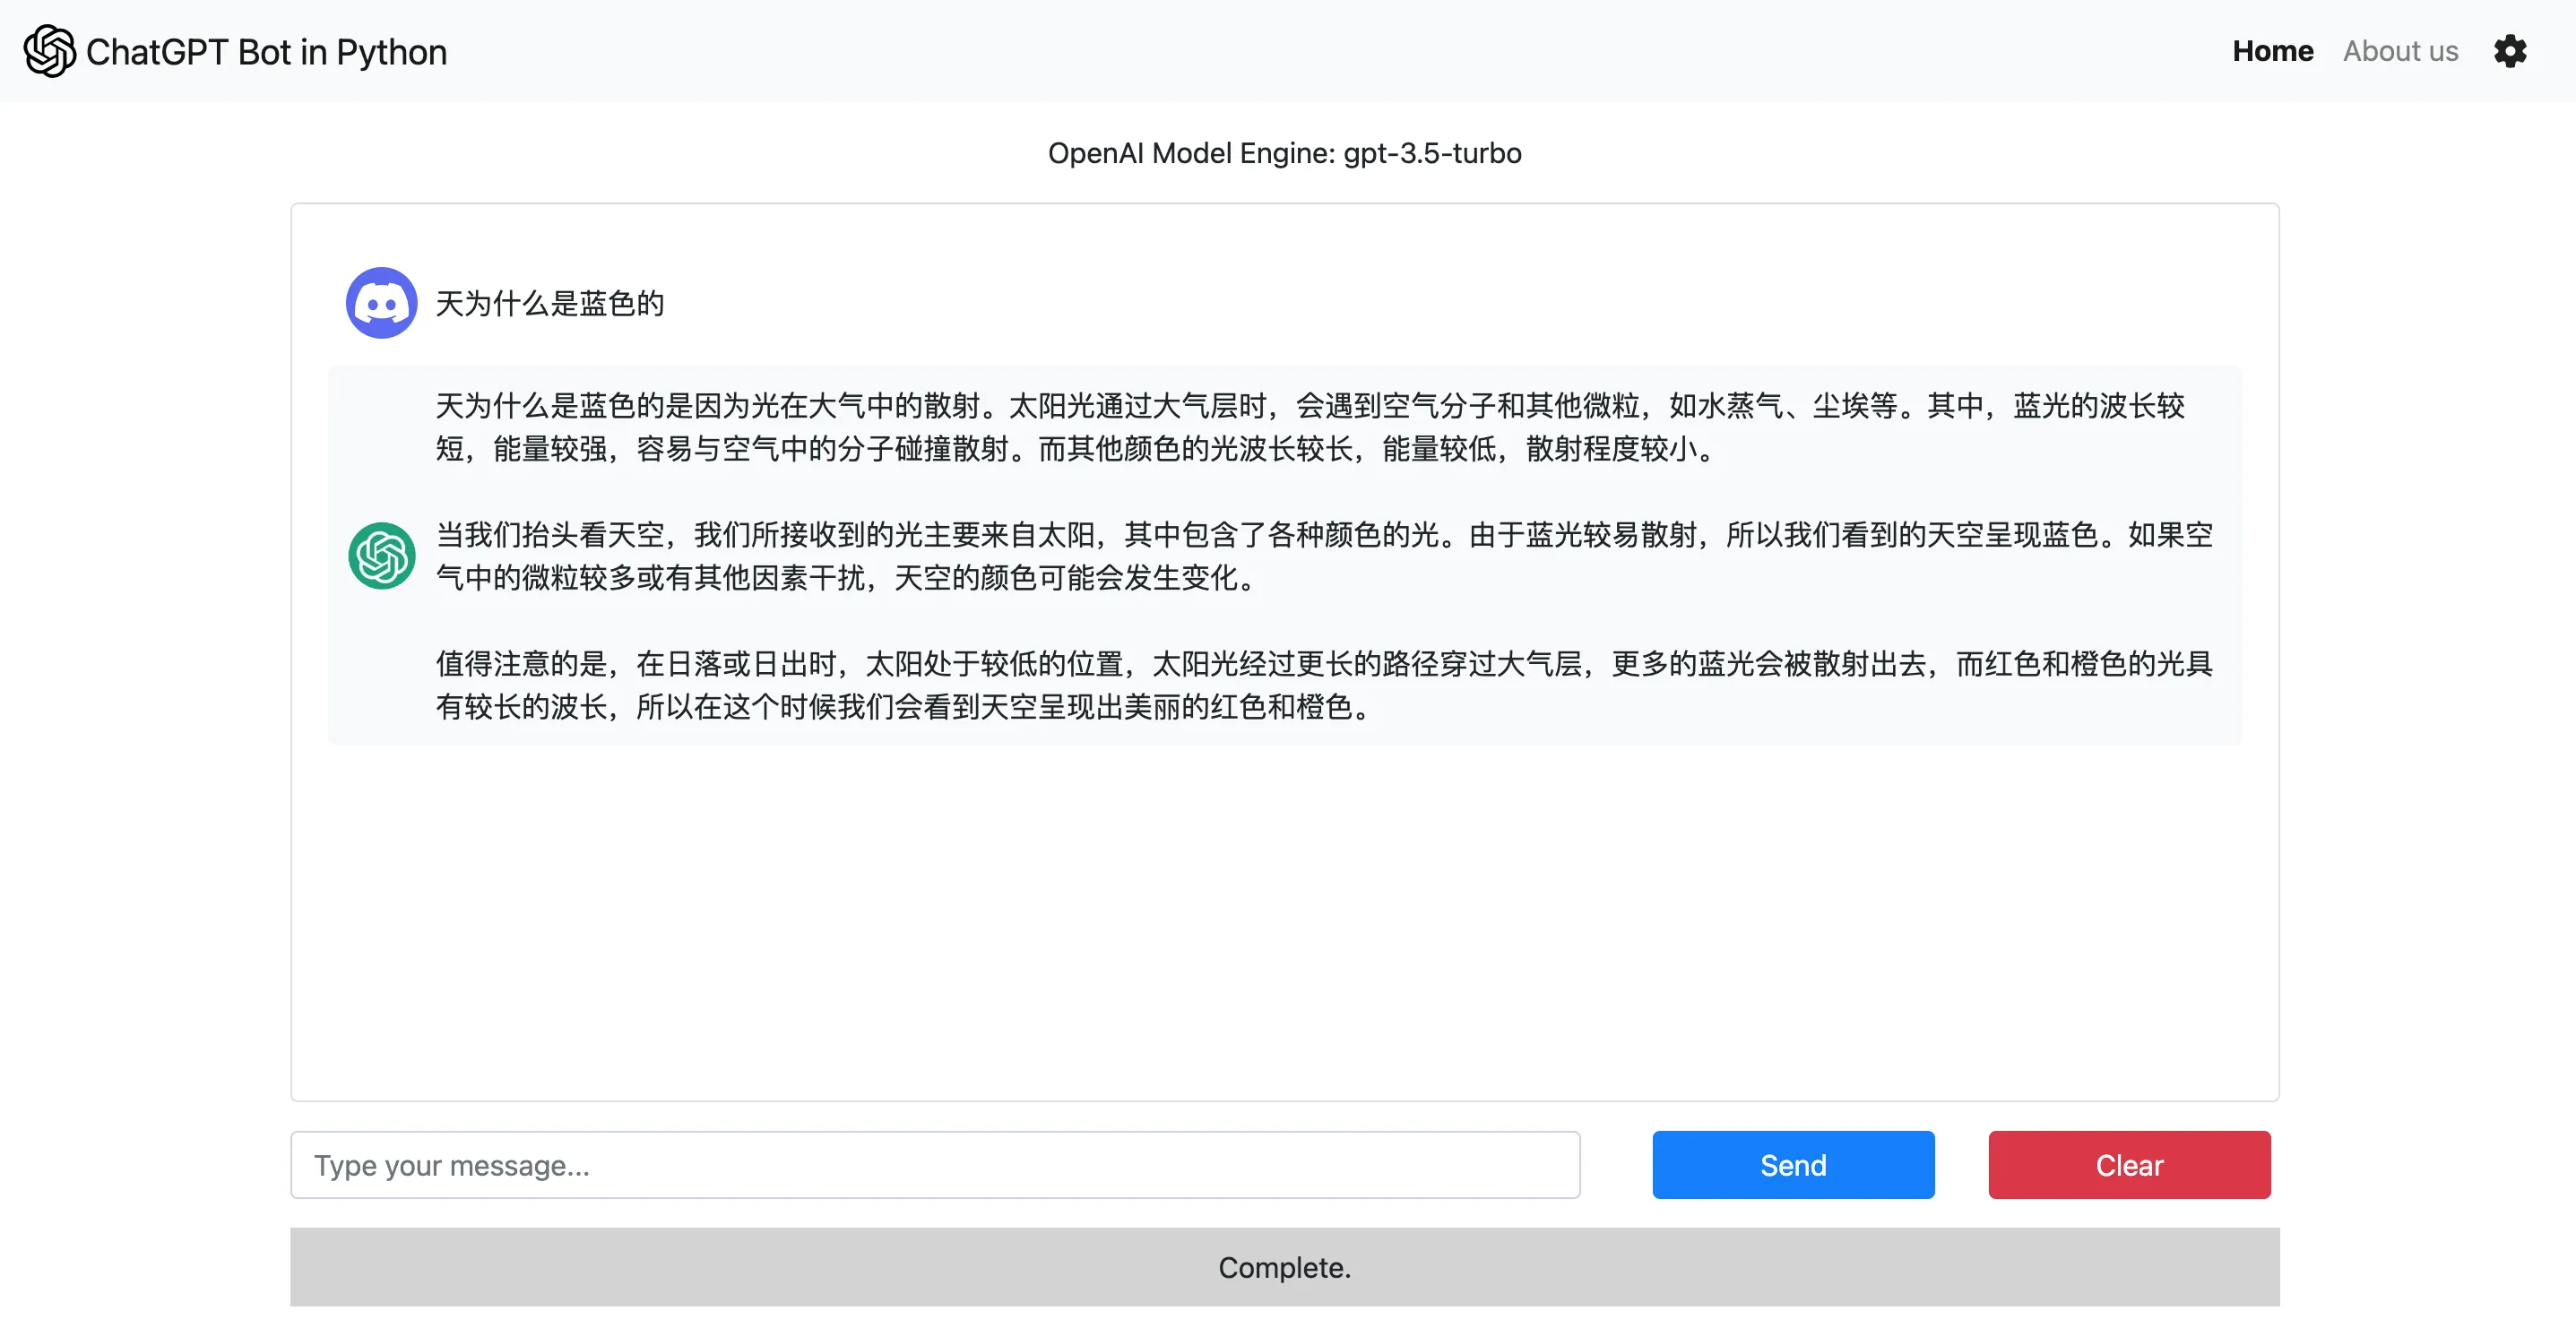 ChatGPT Bot in Python
Home
About us
OpenAI Model Engine: gpt-3.5-turbo
天为什么是蓝色的
天为什么是蓝色的是因为光在大气中的散射。太阳光通过大气层时，会遇到空气分子和其他微粒，如水蒸气、尘埃等。其中，蓝光的波长较
短，能量较强，容易与空气中的分子碰撞散射。而其他颜色的光波长较长，能量较低，散射程度较小。
当我们抬头看天空，我们所接收到的光主要来自太阳，其中包含了各种颜色的光。由于蓝光较易散射，所以我们看到的天空呈现蓝色。如果空
气中的微粒较多或有其他因素干扰，天空的颜色可能会发生变化。
值得注意的是，在日落或日出时，太阳处于较低的位置，太阳光经过更长的路径穿过大气层，更多的蓝光会被散射出去，而红色和橙色的光具
有较长的波长，所以在这个时候我们会看到天空呈现出美丽的红色和橙色。
Type your message...
Send
Clear
Complete.